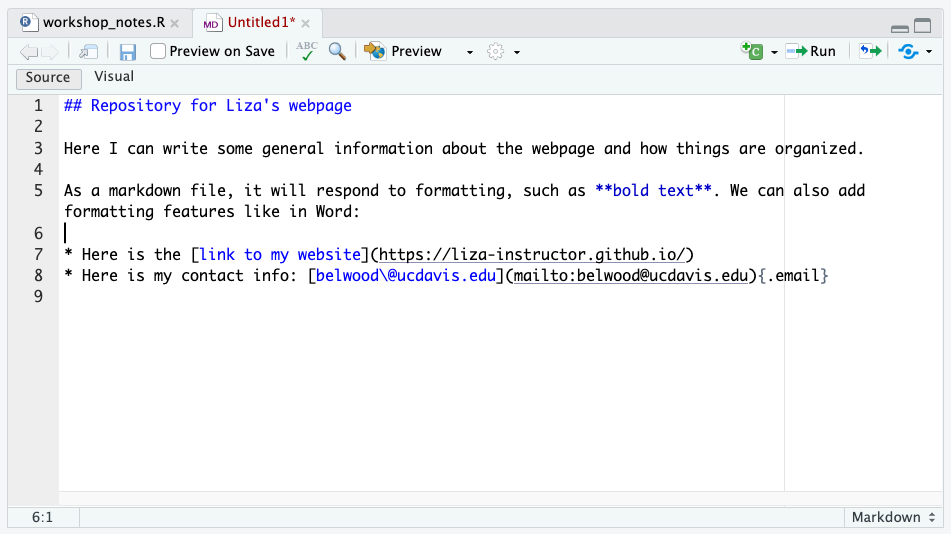 workshop_notes.R
MD Untitled1*
Preview on Save ABC Preview C Run
Source Visual
1 ## Repository for Liza's webpage
2
3 Here I can write some general information about the webpage and how things are organized.
4
5 As a markdown file, it will respond to formatting, such as **bold text**. We can also add
formatting features like in Word:
6
7 * Here is the [link to my website](https://liza-instructor.github.io/)
8 * Here is my contact info: [belwood\@ucdavis.edu](mailto:belwood@ucdavis.edu){.email}
9
6:1 Markdown